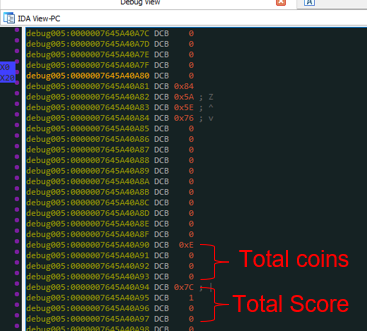 Debug View
IDA View-PC
debug005:0000007645A40A7C DCB 0
debug005:0000007645A40A7D DCB 0
debug005:0000007645A40A7E DCB 0
debug005:0000007645A40A7F DCB 0
X0 debug005:0000007645A40A80 DCB 0
X20 debug005:0000007645A40A81 DCB 0x84
debug005:0000007645A40A82 DCB 0x5A ; Z
debug005:0000007645A40A83 DCB 0x5E ; ^
debug005:0000007645A40A84 DCB 0x76 ; v
debug005:0000007645A40A85 DCB 0
debug005:0000007645A40A86 DCB 0
debug005:0000007645A40A87 DCB 0
debug005:0000007645A40A88 DCB 0
debug005:0000007645A40A89 DCB 0
debug005:0000007645A40A8A DCB 0
debug005:0000007645A40A8B DCB 0
debug005:0000007645A40A8C DCB 0
debug005:0000007645A40A8D DCB 0
debug005:0000007645A40A8E DCB 0
debug005:0000007645A40A8F DCB 0
debug005:0000007645A40A90 DCB 0xE
debug005:0000007645A40A91 DCB 0
Total coins
debug005:0000007645A40A92 DCB 0
debug005:0000007645A40A93 DCB 0
debug005:0000007645A40A94 DCB 0x7C ; |
debug005:0000007645A40A95 DCB 1
Total Score
debug005:0000007645A40A96 DCB 0
debug005:0000007645A40A97 DCB 0
debug005:0000007645A40A98 DCB 0